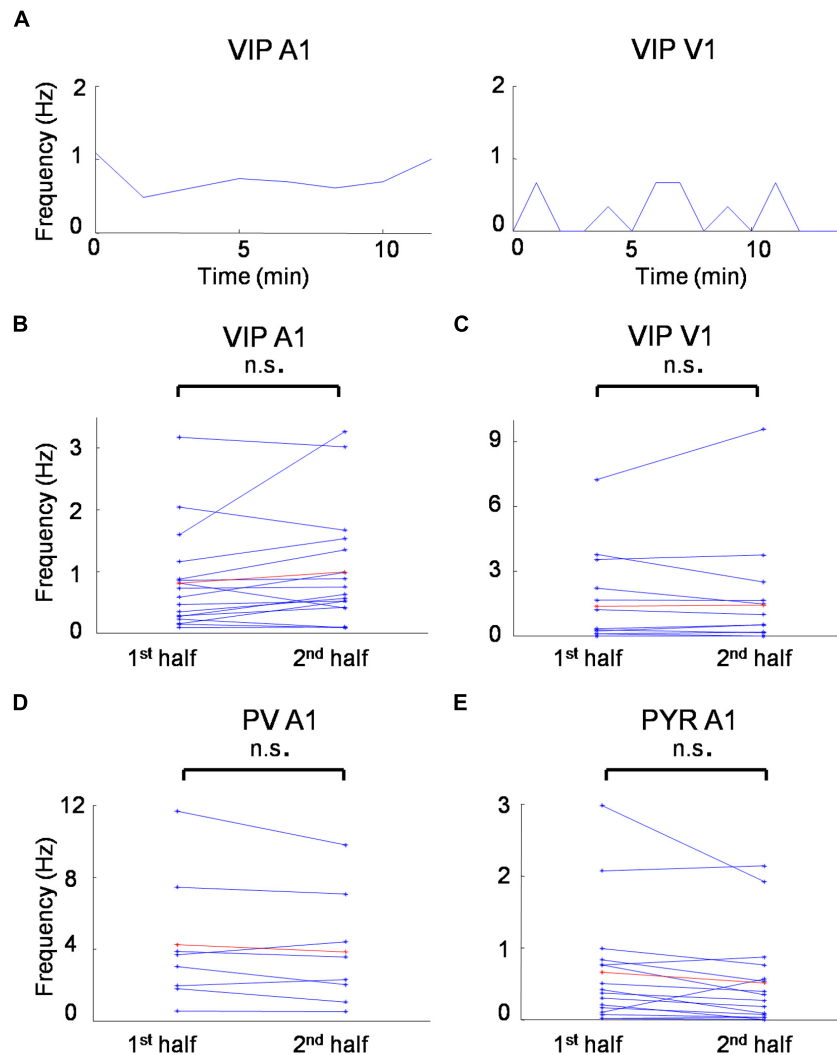 A
VIP A1
VIP V1
Frequency (Hz)
2
1
0
0
5
10
Time (min)
2
1
0
0
5
10
Time (min)
B
VIP A1
n.s.
Frequency (Hz)
3
2
1
0
1st half
2nd half
C
VIP V1
n.s.
9
6
3
0
1st half
2nd half
D
PV A1
n.s.
Frequency (Hz)
12
8
4
0
1st half
2nd half
E
PYR A1
n.s.
3
2
1
0
1st half
2nd half